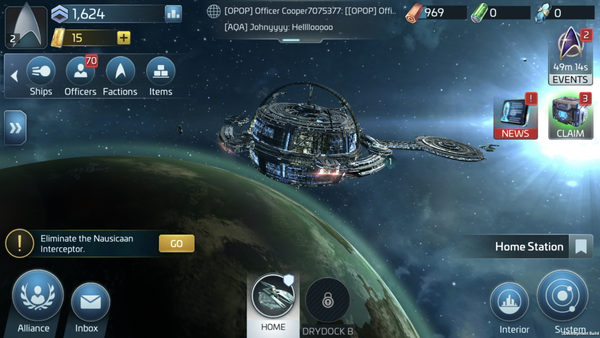 1,624
[OPOP] Officer Cooper7075377: [[OPOP] Offi..
[AQA] Johnyyyy: Helllloooo
969
0
0
2
15
2
49m 14s
EVENTS
70
Ships
Officers
Factions
Items
1
NEWS
3
CLAIM
Eliminate the Nausicaan
Interceptor.
GO
Home Station
Alliance
Inbox
HOME
DRYDOCK B
Interior
System